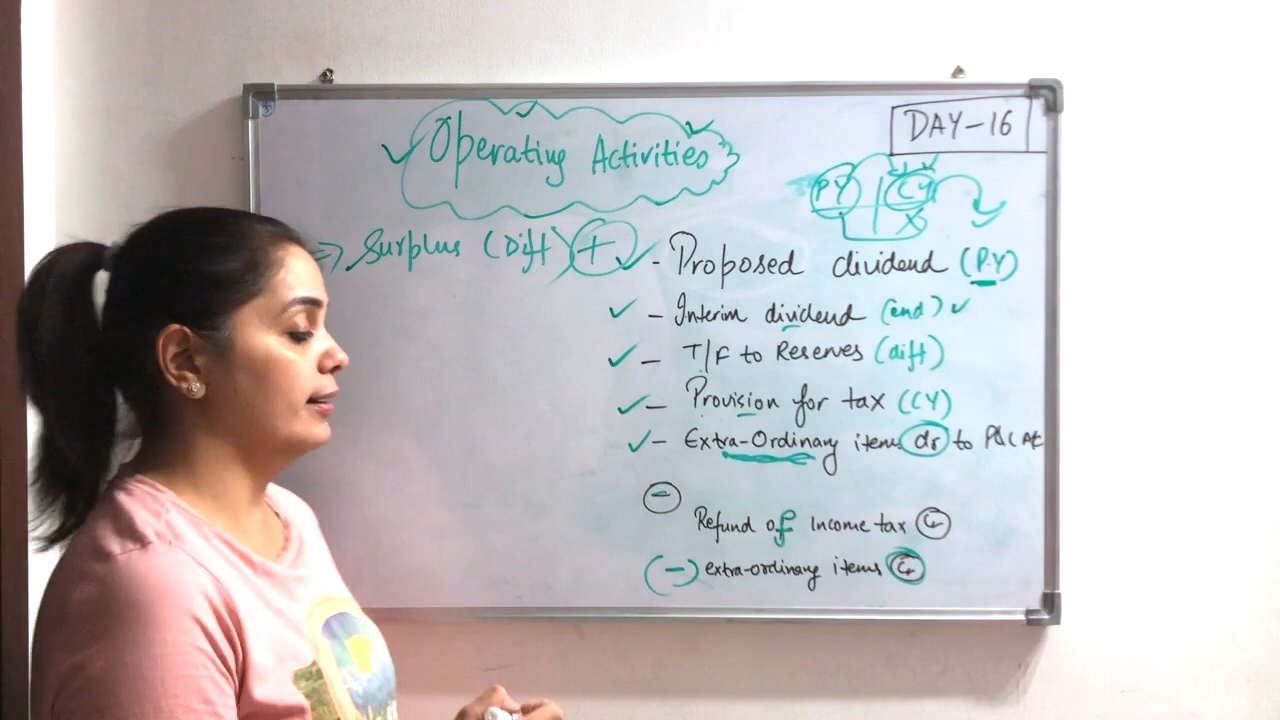 DAY-16
Operating Activities
PY CY
X
⇒ Surplus (Diff) + - Proposed dividend (P.Y)
- Interim dividend (end)
- T/F to Reserves (diff)
- Provision for tax (CY)
- Extra-Ordinary items dr to P&L A/c
(-)
Refund of Income tax Cr
(-) extra-ordinary items Cr